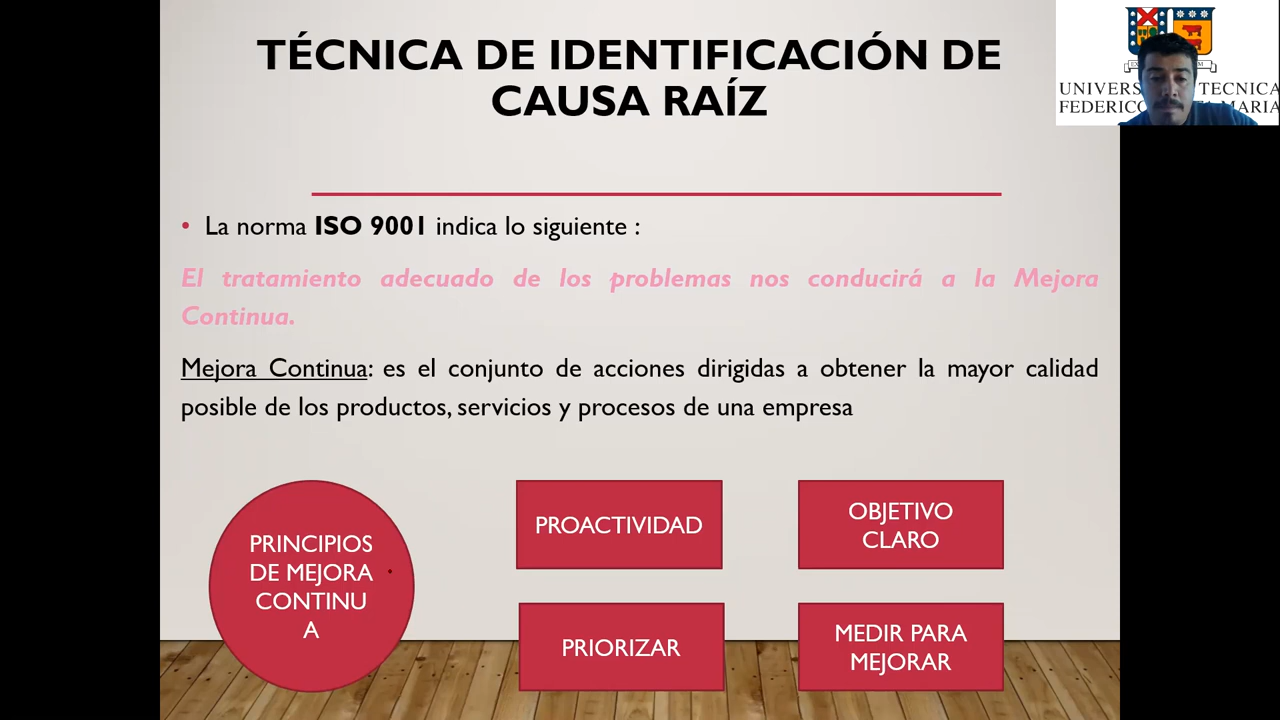 TÉCNICA DE IDENTIFICACIÓN DE
CAUSA RAÍZ
TECNICA
FEDERICO
MARIA
• La norma ISO 9001 indica lo siguiente :
El tratamiento adecuado de los problemas nos conducirá a la Mejora
Continua.
Mejora Continua: es el conjunto de acciones dirigidas a obtener la mayor calidad
posible de los productos, servicios y procesos de una empresa
PRINCIPIOS
DE MEJORA
CONTINU
A
PROACTIVIDAD
OBJETIVO
CLARO
PRIORIZAR
MEDIR PARA
MEJORAR